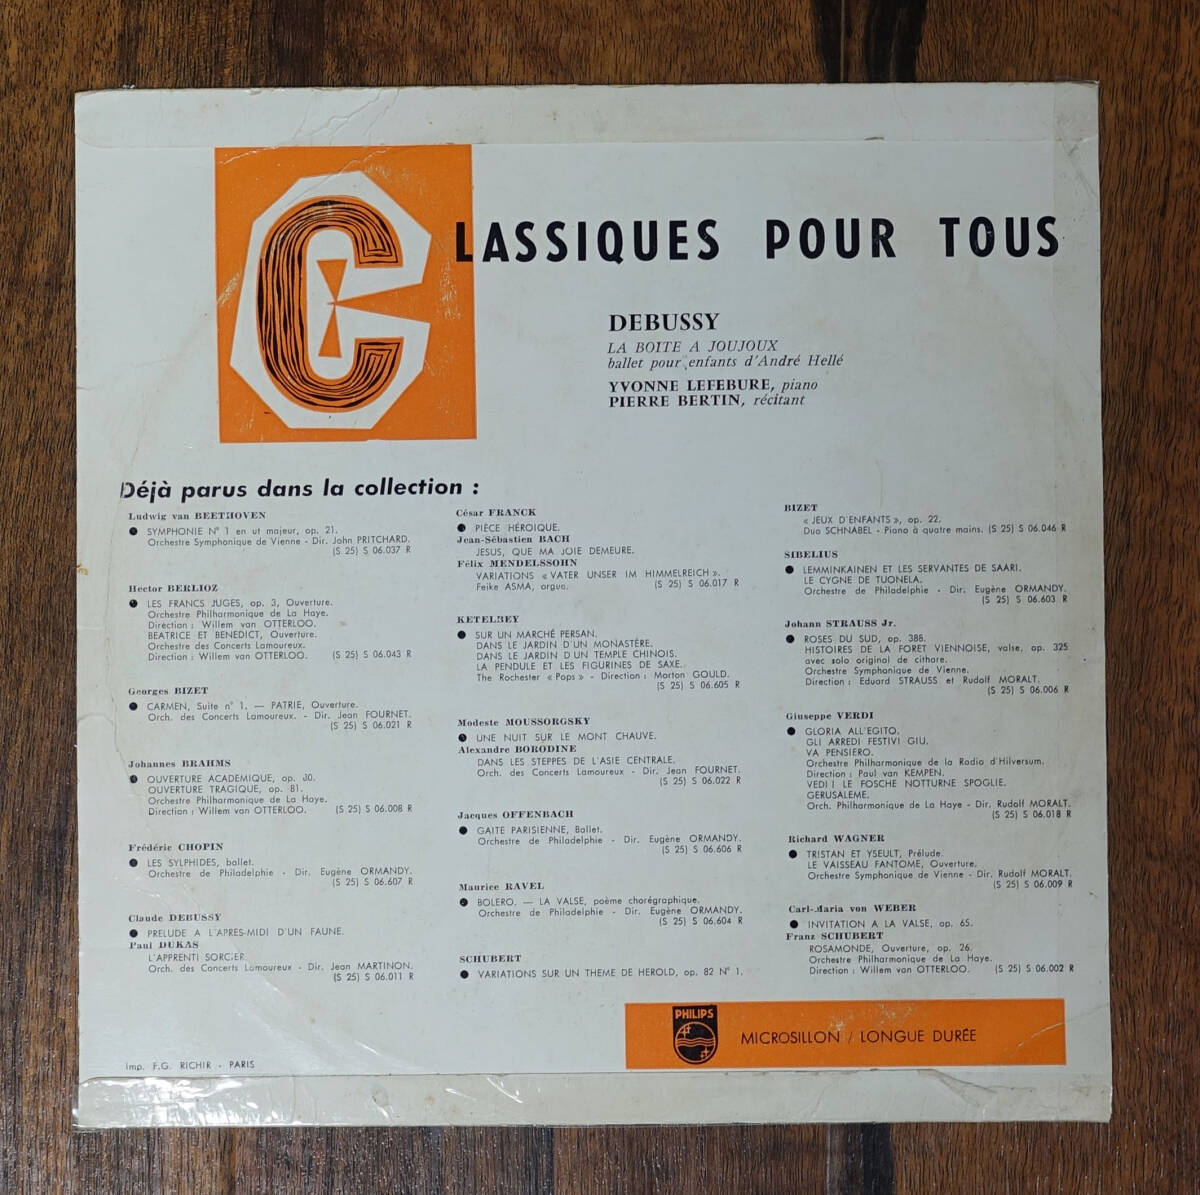 CLASSIQUES POUR TOUS
DEBUSSY
LA BOITE A JOUJOUX
ballet pour enfants d'André Hellé
YVONNE LEFEBURE, piano
PIERRE BERTIN, récitant
Déjà parus dans la collection :
Ludwig van BEETHOVEN
● SYMPHONIE N° 1 en ut majeur, op. 21.
Orchestre Symphonique de Vienne - Dir. John PRITCHARD.
(S 25) S 06.037 R
Hector BERLIOZ
● LES FRANCS JUGES, op. 3, Ouverture.
Orchestre Philharmonique de La Haye.
Direction : Willem van OTTERLOO.
BEATRICE ET BENEDICT, Ouverture.
Orchestre des Concerts Lamoureux.
Direction : Willem van OTTERLOO. (S 25) S 06.043 R
Georges BIZET
● CARMEN, Suite n° 1. — PATRIE, Ouverture.
Orch. des Concerts Lamoureux. - Dir. Jean FOURNET.
(S 25) S 06.021 R
Johannes BRAHMS
● OUVERTURE ACADEMIQUE, op. 80.
OUVERTURE TRAGIQUE, op. 81.
Orchestre Philharmonique de La Haye.
Direction : Willem van OTTERLOO. (S 25) S 06.008 R
Frédéric CHOPIN
● LES SYLPHIDES, ballet.
Orchestre de Philadelphie - Dir. Eugène ORMANDY.
(S 25) S 06.607 R
Claude DEBUSSY
● PRELUDE A L'APRES-MIDI D'UN FAUNE.
Paul DUKAS
L'APPRENTI SORCIER.
Orch. des Concerts Lamoureux - Dir. Jean MARTINON.
(S 25) S 06.011 R
César FRANCK
● PIÈCE HÉROIQUE.
Jean-Sébastien BACH
JESUS, QUE MA JOIE DEMEURE.
Félix MENDELSSOHN
VARIATIONS « VATER UNSER IM HIMMELREICH ».
Feike ASMA, orgue. (S 25) S 06.017 R
KETELBEY
● SUR UN MARCHÉ PERSAN.
DANS LE JARDIN D'UN MONASTÈRE.
DANS LE JARDIN D'UN TEMPLE CHINOIS.
LA PENDULE ET LES FIGURINES DE SAXE.
The Rochester « Pops » - Direction : Morton GOULD.
(S 25) S 06.605 R
Modeste MOUSSORGSKY
● UNE NUIT SUR LE MONT CHAUVE.
Alexandre BORODINE
DANS LES STEPPES DE L'ASIE CENTRALE.
Orch. des Concerts Lamoureux - Dir. Jean FOURNET.
(S 25) S 06.022 R
Jacques OFFENBACH
● GAITE PARISIENNE, Ballet.
Orchestre de Philadelphie - Dir. Eugène ORMANDY.
(S 25) S 06.606 R
Maurice RAVEL
● BOLERO. — LA VALSE, poème chorégraphique.
Orchestre de Philadelphie - Dir. Eugène ORMANDY.
(S 25) S 06.604 R
SCHUBERT
● VARIATIONS SUR UN THEME DE HEROLD, op. 82 N° 1.
BIZET
« JEUX D'ENFANTS », op. 22.
Duo SCHNABEL - Piano à quatre mains. (S 25) S 06.046 R
SIBELIUS
● LEMMINKAINEN ET LES SERVANTES DE SAARI.
LE CYGNE DE TUONELA.
Orchestre de Philadelphie - Dir. Eugène ORMANDY.
(S 25) S 06.603 R
Johann STRAUSS Jr.
● ROSES DU SUD, op. 388.
HISTOIRES DE LA FORET VIENNOISE, valse, op. 325
avec solo original de cithare.
Orchestre Symphonique de Vienne.
Direction : Eduard STRAUSS et Rudolf MORALT.
(S 25) S 06.006 R
Giuseppe VERDI
● GLORIA ALL'EGITO.
GLI ARREDI FESTIVI GIU.
VA PENSIERO.
Orchestre Philharmonique de la Radio d'Hilversum.
Direction : Paul van KEMPEN.
VEDI I LE FOSCHE NOTTURNE SPOGLIE.
GERUSALEME.
Orch. Philharmonique de La Haye - Dir. Rudolf MORALT.
(S 25) S 06.018 R
Richard WAGNER
● TRISTAN ET YSEULT, Prélude.
LE VAISSEAU FANTOME, Ouverture.
Orchestre Symphonique de Vienne - Dir. Rudolf MORALT.
(S 25) S 06.009 R
Carl-Maria von WEBER
● INVITATION A LA VALSE, op. 65.
Franz SCHUBERT
ROSAMONDE, Ouverture, op. 26.
Orchestre Philharmonique de La Haye.
Direction : Willem van OTTERLOO. (S 25) S 06.002 R
PHILIPS
MICROSILLON / LONGUE DURÉE
Imp. F.G. RICHIR - PARIS